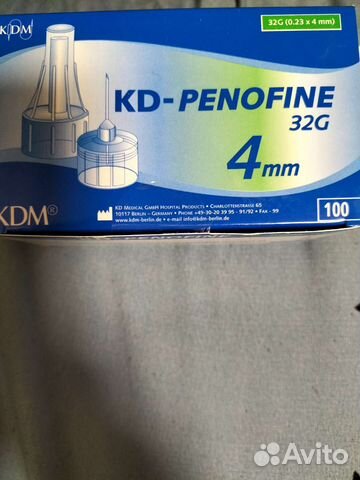 KDM
32G (0.23 x 4 mm)
KD-PENOFINE
32G
4mm
KDM®
KD MEDICAL GMBH HOSPITAL PRODUCTS • CHARLOTTENSTRASSE 65
10117 BERLIN – GERMANY • PHONE +49-30-20 39 95 - 91/92 • FAX - 99
www.kdm-berlin.de • e-mail info@kdm-berlin.de
100
Avito